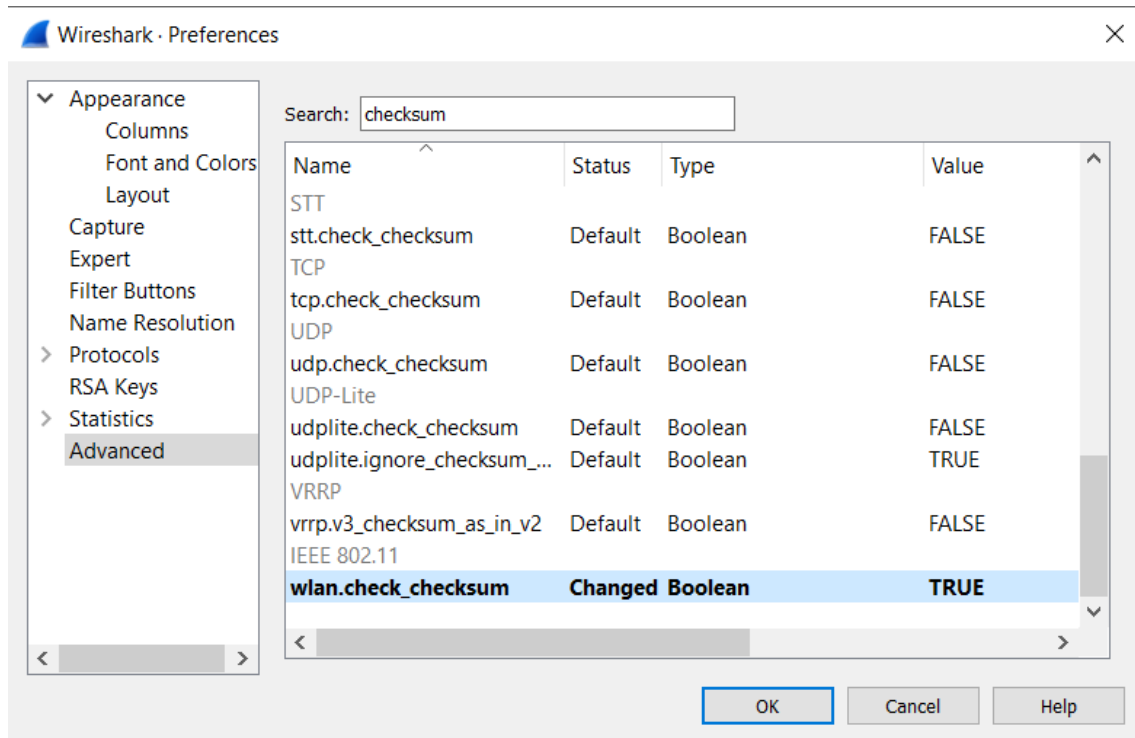 Wireshark · Preferences
Appearance
Columns
Font and Colors
Layout
Capture
Expert
Filter Buttons
Name Resolution
Protocols
RSA Keys
Statistics
Advanced
Search: checksum
Name Status Type Value
STT
stt.check_checksum Default Boolean FALSE
TCP
tcp.check_checksum Default Boolean FALSE
UDP
udp.check_checksum Default Boolean FALSE
UDP-Lite
udplite.check_checksum Default Boolean FALSE
udplite.ignore_checksum_... Default Boolean TRUE
VRRP
vrrp.v3_checksum_as_in_v2 Default Boolean FALSE
IEEE 802.11
wlan.check_checksum Changed Boolean TRUE
OK Cancel Help